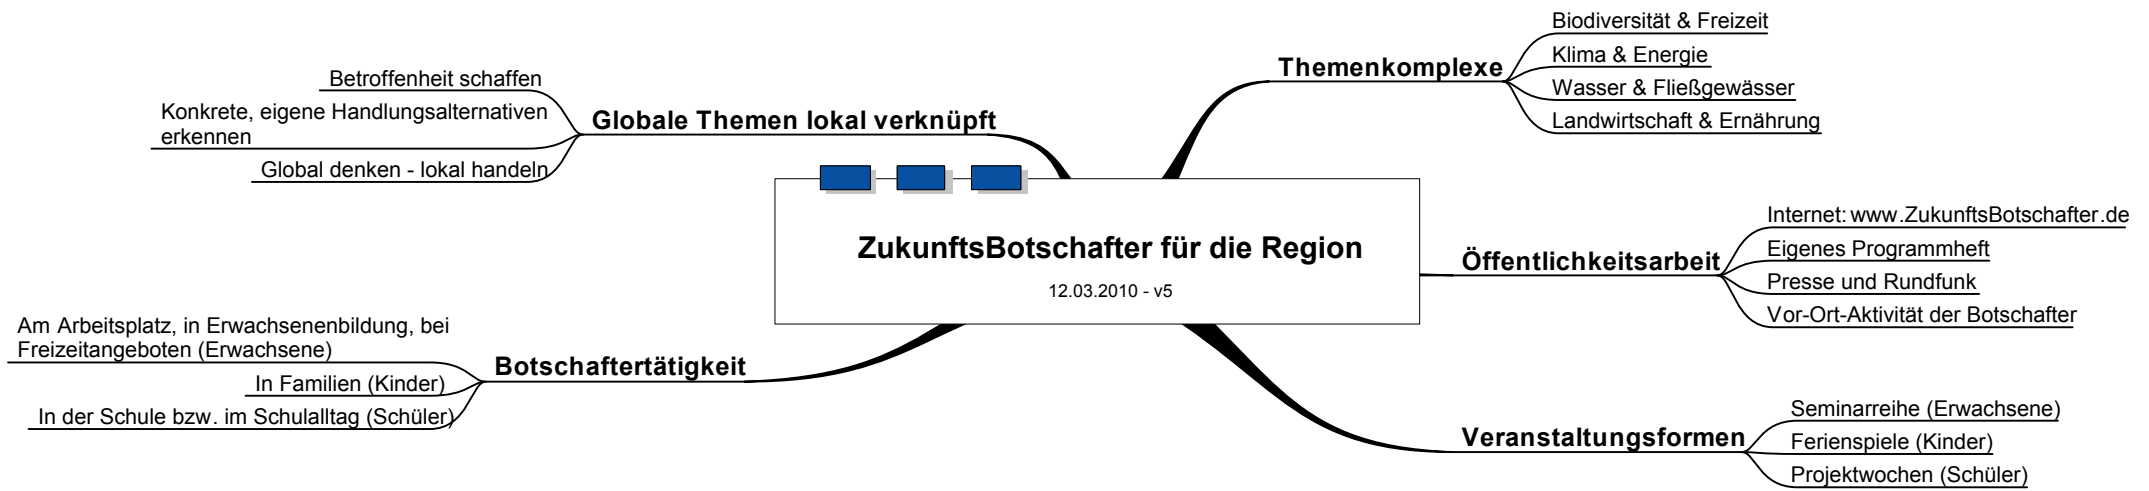 ZukunftsBotschafter für die Region
12.03.2010 - v5
Themenkomplexe
Biodiversität & Freizeit
Klima & Energie
Wasser & Fließgewässer
Landwirtschaft & Ernährung
Öffentlichkeitsarbeit
Internet: www.ZukunftsBotschafter.de
Eigenes Programmheft
Presse und Rundfunk
Vor-Ort-Aktivität der Botschafter
Veranstaltungsformen
Seminarreihe (Erwachsene)
Ferienspiele (Kinder)
Projektwochen (Schüler)
Botschaftertätigkeit
Am Arbeitsplatz, in Erwachsenenbildung, bei
Freizeitangeboten (Erwachsene)
In Familien (Kinder)
In der Schule bzw. im Schulalltag (Schüler)
Globale Themen lokal verknüpft
Betroffenheit schaffen
Konkrete, eigene Handlungsalternativen
erkennen
Global denken - lokal handeln